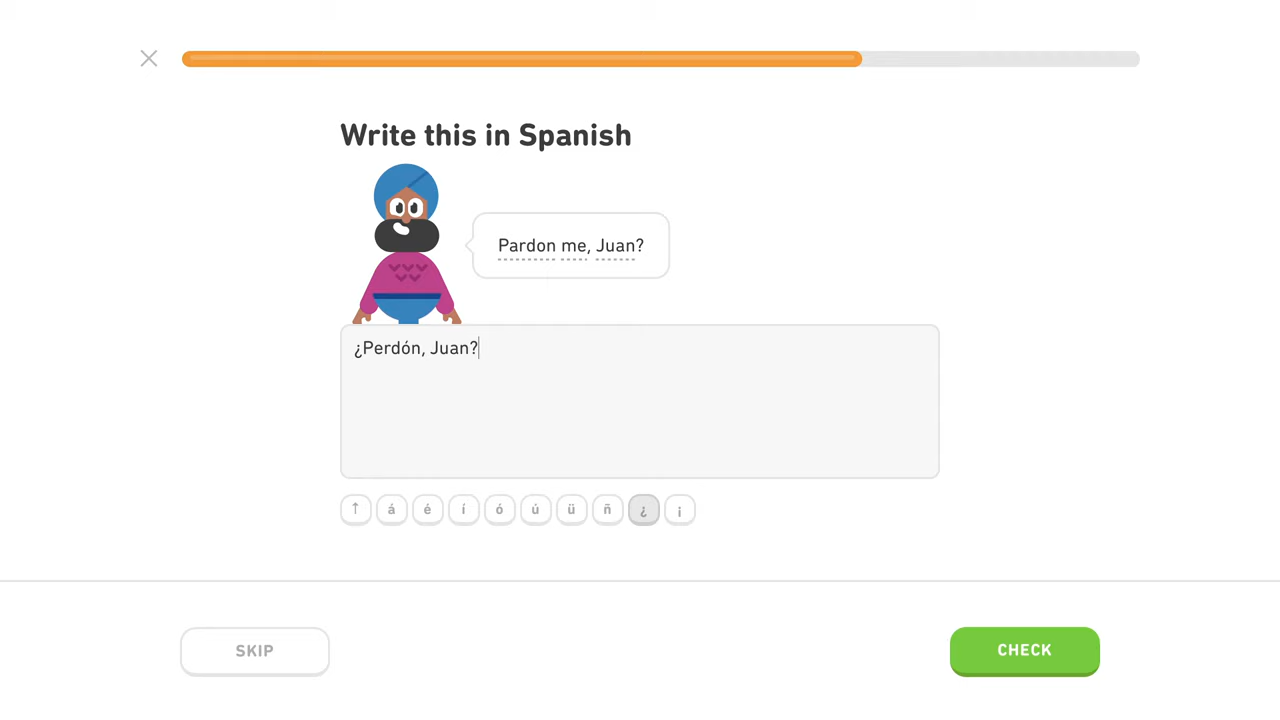 Write this in Spanish
Pardon me, Juan?
¿Perdón, Juan?
↑ á é í ó ú ü ñ ¿ ¡
SKIP
CHECK